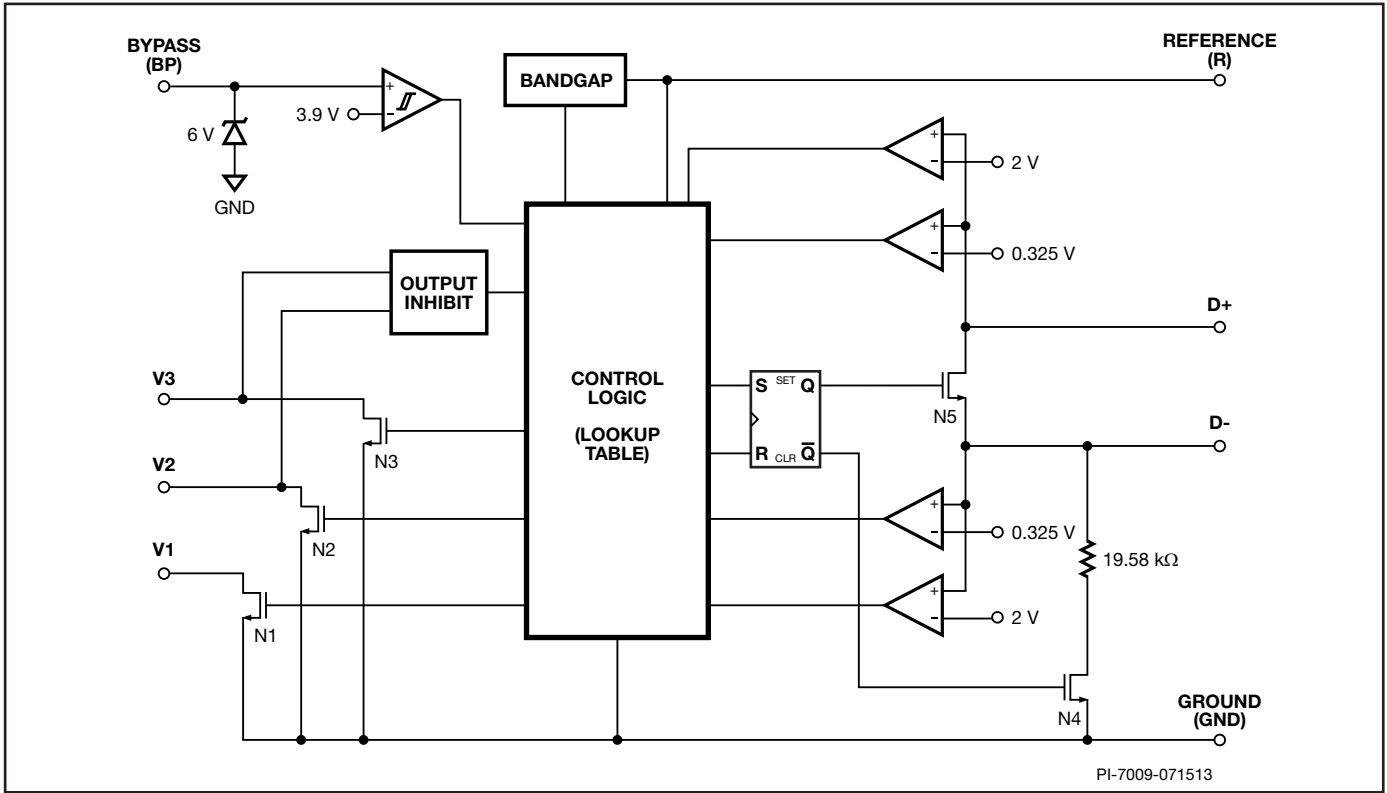 BYPASS
(BP)
+
-
3.9 V
6 V
GND
BANDGAP
REFERENCE
(R)
+
-
2 V
+
-
0.325 V
OUTPUT
INHIBIT
D+
V3
N3
CONTROL
LOGIC
(LOOKUP
TABLE)
S SET Q
R CLR Q̅
N5
D-
V2
N2
+
-
0.325 V
19.58 kΩ
V1
N1
+
-
2 V
N4
GROUND
(GND)
PI-7009-071513